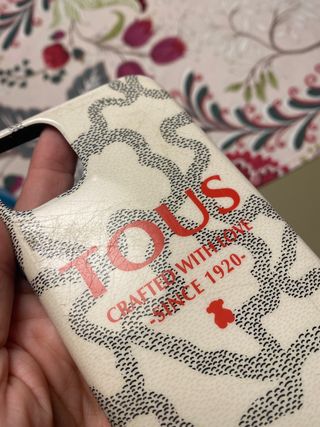 TOUS
CRAFTED WITH LOVE
-SINCE 1920-